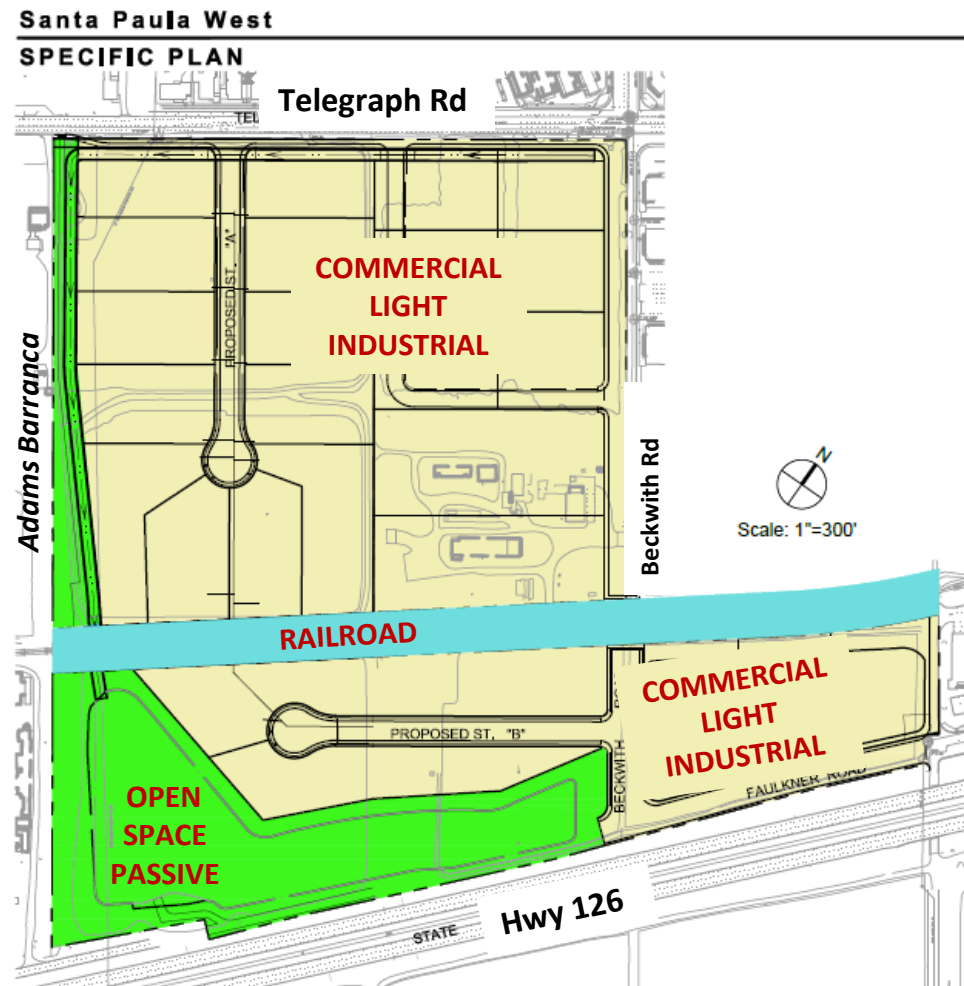 Santa Paula West
SPECIFIC PLAN
Telegraph Rd
TEL
PROPOSED ST. "A"
COMMERCIAL
LIGHT
INDUSTRIAL
Adams Barranca
Beckwith Rd
N
Scale: 1"=300'
RAILROAD
COMMERCIAL
LIGHT
INDUSTRIAL
PROPOSED ST. "B"
BECKWITH
FAULKNER ROAD
OPEN
SPACE
PASSIVE
STATE
Hwy 126